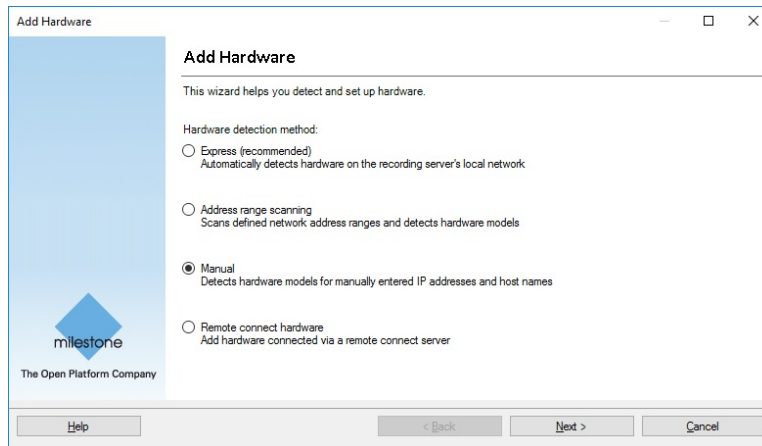 Add Hardware
Add Hardware
This wizard helps you detect and set up hardware.
Hardware detection method:
Express (recommended)
Automatically detects hardware on the recording server's local network
Address range scanning
Scans defined network address ranges and detects hardware models
Manual
Detects hardware models for manually entered IP addresses and host names
Remote connect hardware
Add hardware connected via a remote connect server
milestone
The Open Platform Company
Help
< Back
Next >
Cancel